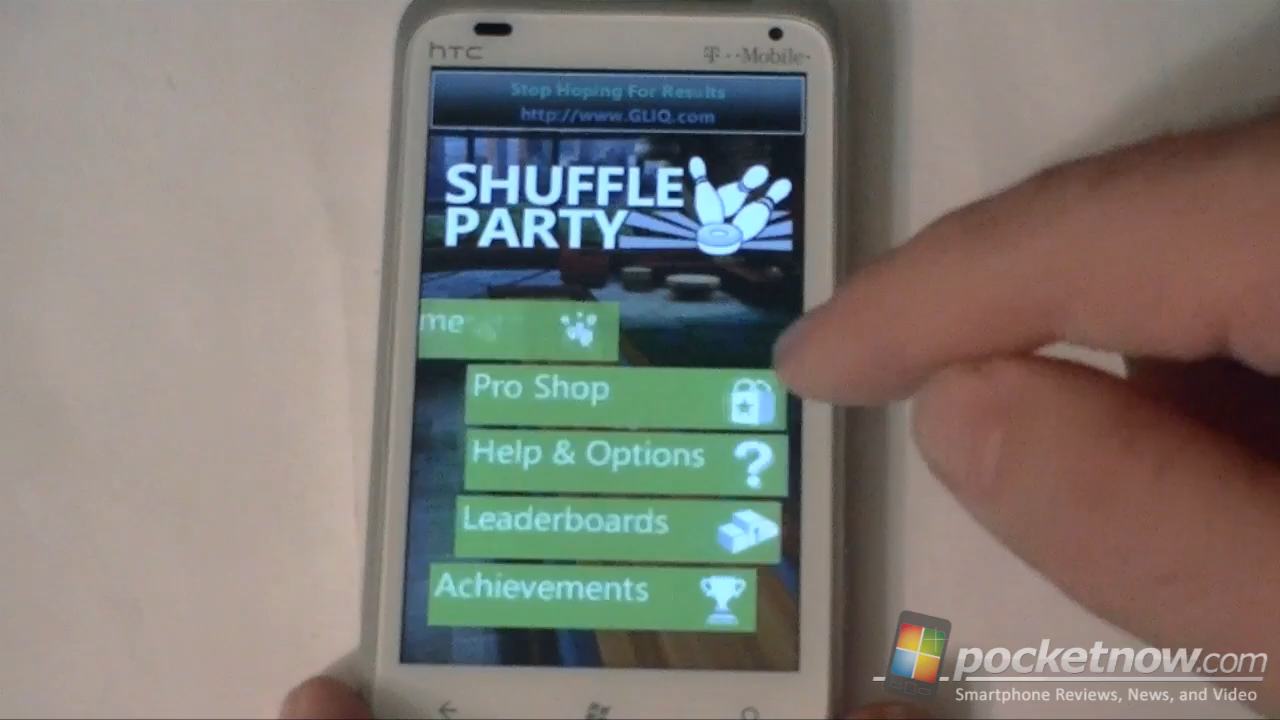 hTC
T··Mobile·
Stop Hoping For Results
http://www.GLIQ.com
SHUFFLE
PARTY
me
Pro Shop
Help & Options
Leaderboards
Achievements
pocketnow.com
Smartphone Reviews, News, and Video